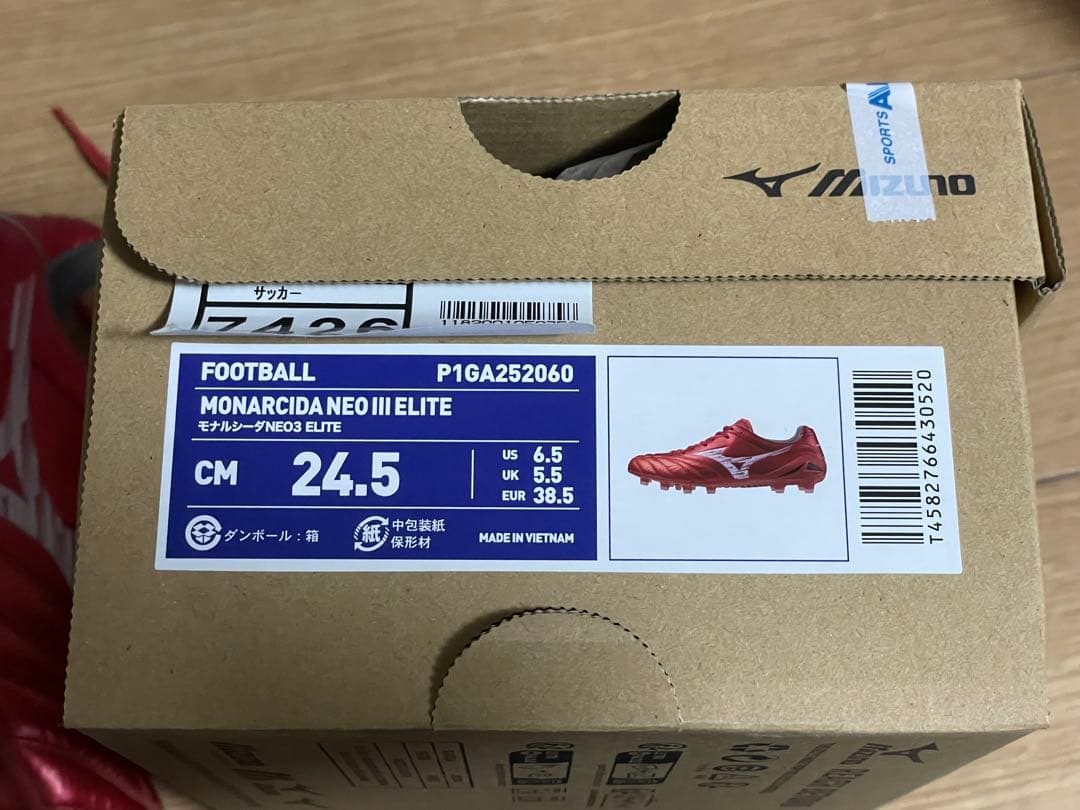 SPORTS
mizuno
サッカー
7426
FOOTBALL P1GA252060
MONARCIDA NEO III ELITE
モナルシーダNEO3 ELITE
CM 24.5
US 6.5
UK 5.5
EUR 38.5
ダンボール：箱
紙 中包装紙
保形材
MADE IN VIETNAM
T4582766430520